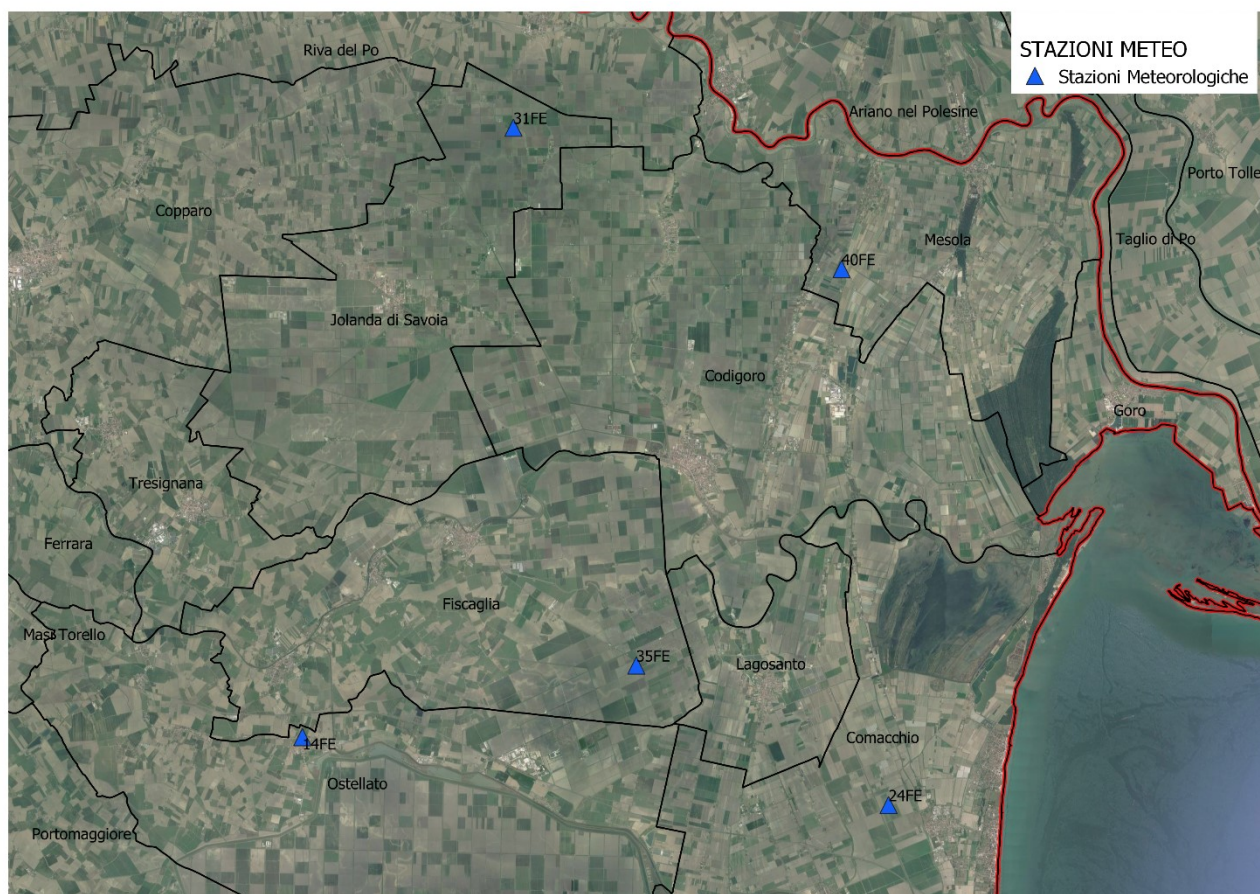 STAZIONI METEO
Stazioni Meteorologiche
Riva del Po
Ariano nel Polesine
31FE
Porto Tolle
Copparo
Mesola
Taglio di Po
40FE
Jolanda di Savoia
Codigoro
Goro
Tresignana
Ferrara
Fiscaglia
Masi Torello
35FE
Lagosanto
14FE
Comacchio
Ostellato
24FE
Portomaggiore